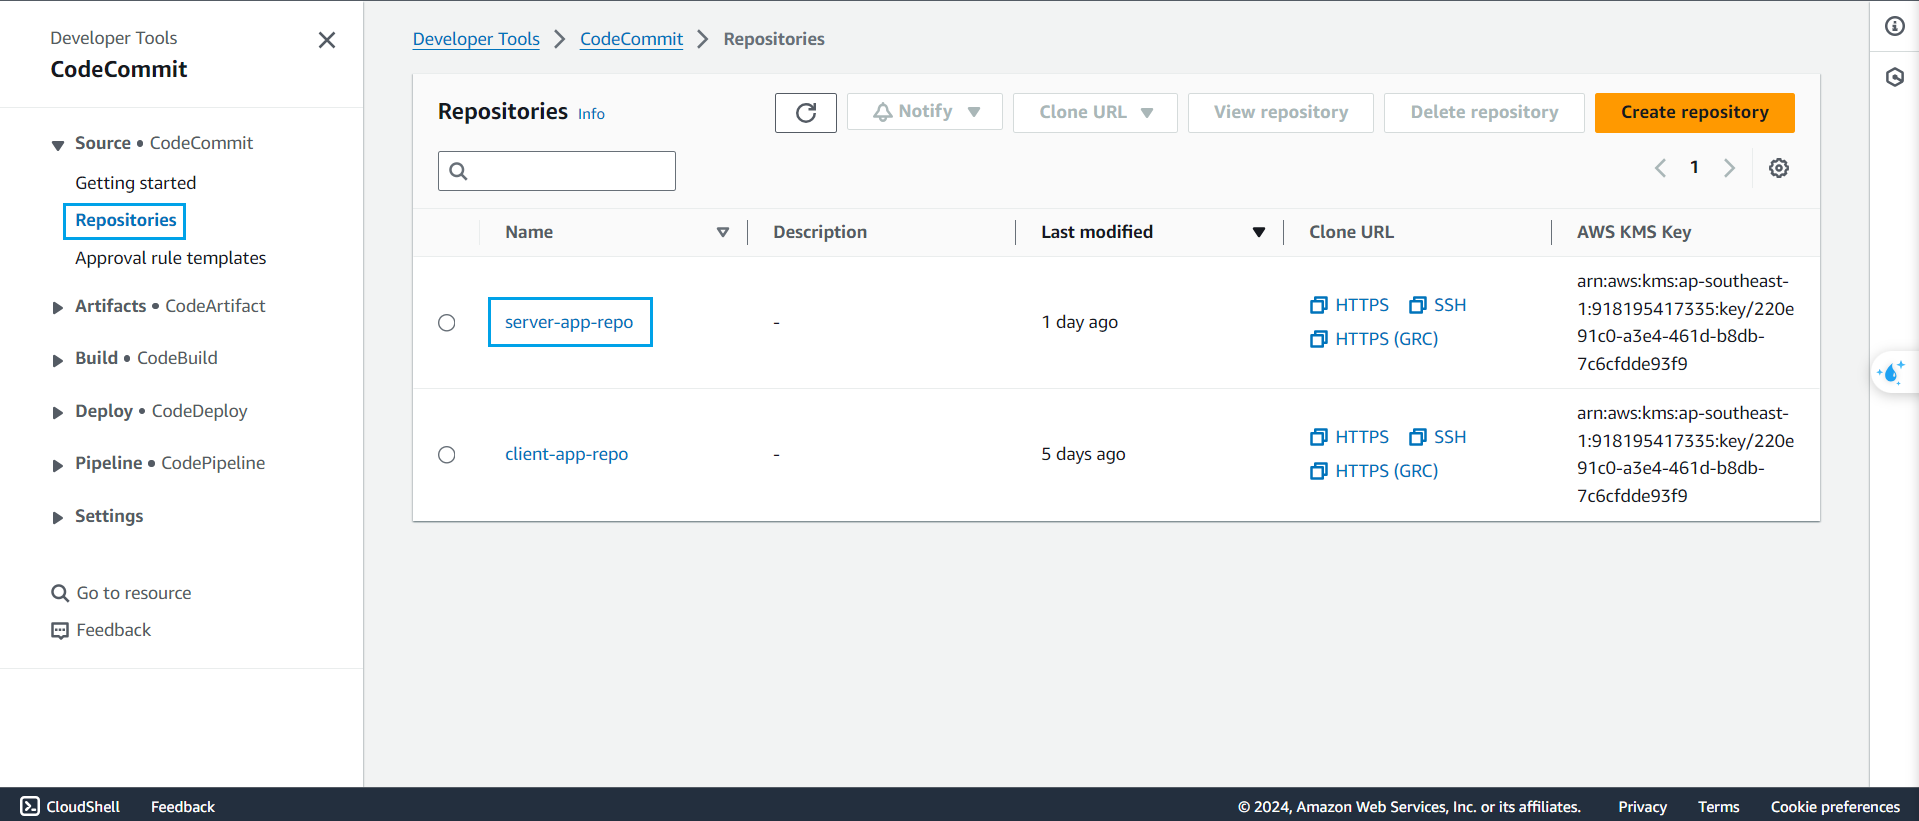 Developer Tools
CodeCommit
Source • CodeCommit
Getting started
Repositories
Approval rule templates
Artifacts • CodeArtifact
Build • CodeBuild
Deploy • CodeDeploy
Pipeline • CodePipeline
Settings
Go to resource
Feedback
Developer Tools > CodeCommit > Repositories
Repositories Info
Notify
Clone URL
View repository
Delete repository
Create repository
1
Name Description Last modified Clone URL AWS KMS Key
server-app-repo - 1 day ago
HTTPS SSH
HTTPS (GRC)
arn:aws:kms:ap-southeast-
1:918195417335:key/220e
91c0-a3e4-461d-b8db-
7c6cfdde93f9
client-app-repo - 5 days ago
HTTPS SSH
HTTPS (GRC)
arn:aws:kms:ap-southeast-
1:918195417335:key/220e
91c0-a3e4-461d-b8db-
7c6cfdde93f9
CloudShell Feedback © 2024, Amazon Web Services, Inc. or its affiliates. Privacy Terms Cookie preferences